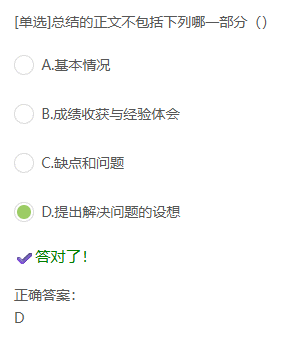 [单选]总结的正文不包括下列哪一部分（）
A.基本情况
B.成绩收获与经验体会
C.缺点和问题
D.提出解决问题的设想
答对了！
正确答案：
D